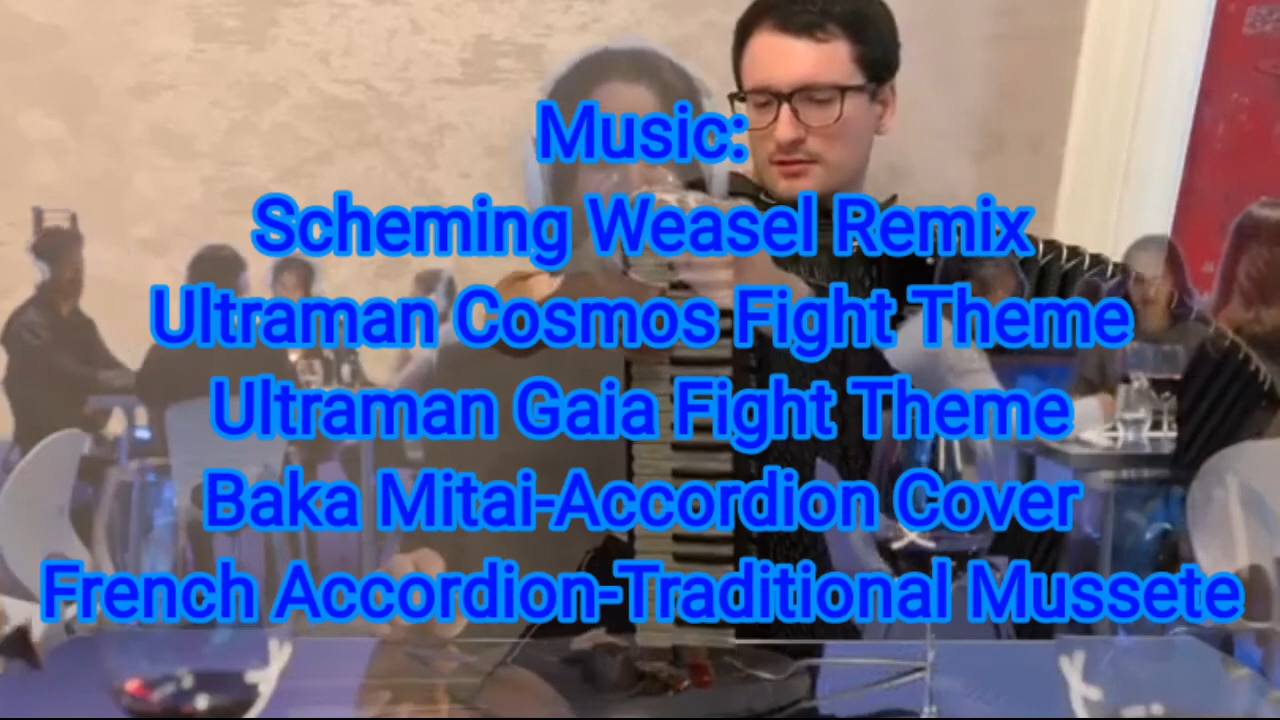 Music:
Scheming Weasel Remix
Ultraman Cosmos Fight Theme
Ultraman Gaia Fight Theme
Baka Mitai-Accordion Cover
French Accordion-Traditional Mussete